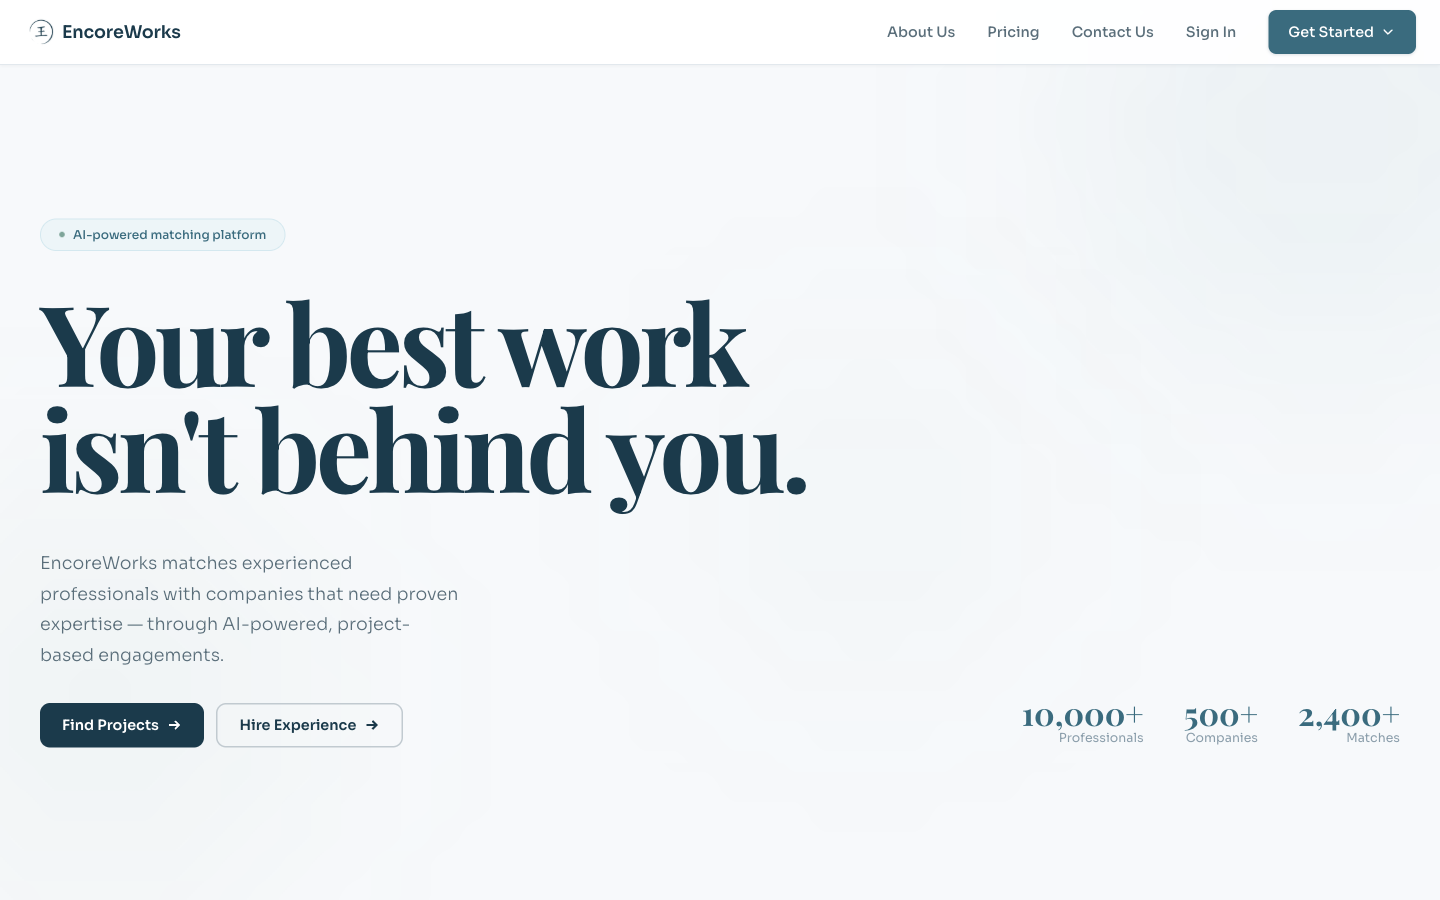 EncoreWorks
About Us
Pricing
Contact Us
Sign In
Get Started
AI-powered matching platform
Your best work
isn't behind you.
EncoreWorks matches experienced
professionals with companies that need proven
expertise — through AI-powered, project-
based engagements.
Find Projects →
Hire Experience →
10,000+
Professionals
500+
Companies
2,400+
Matches